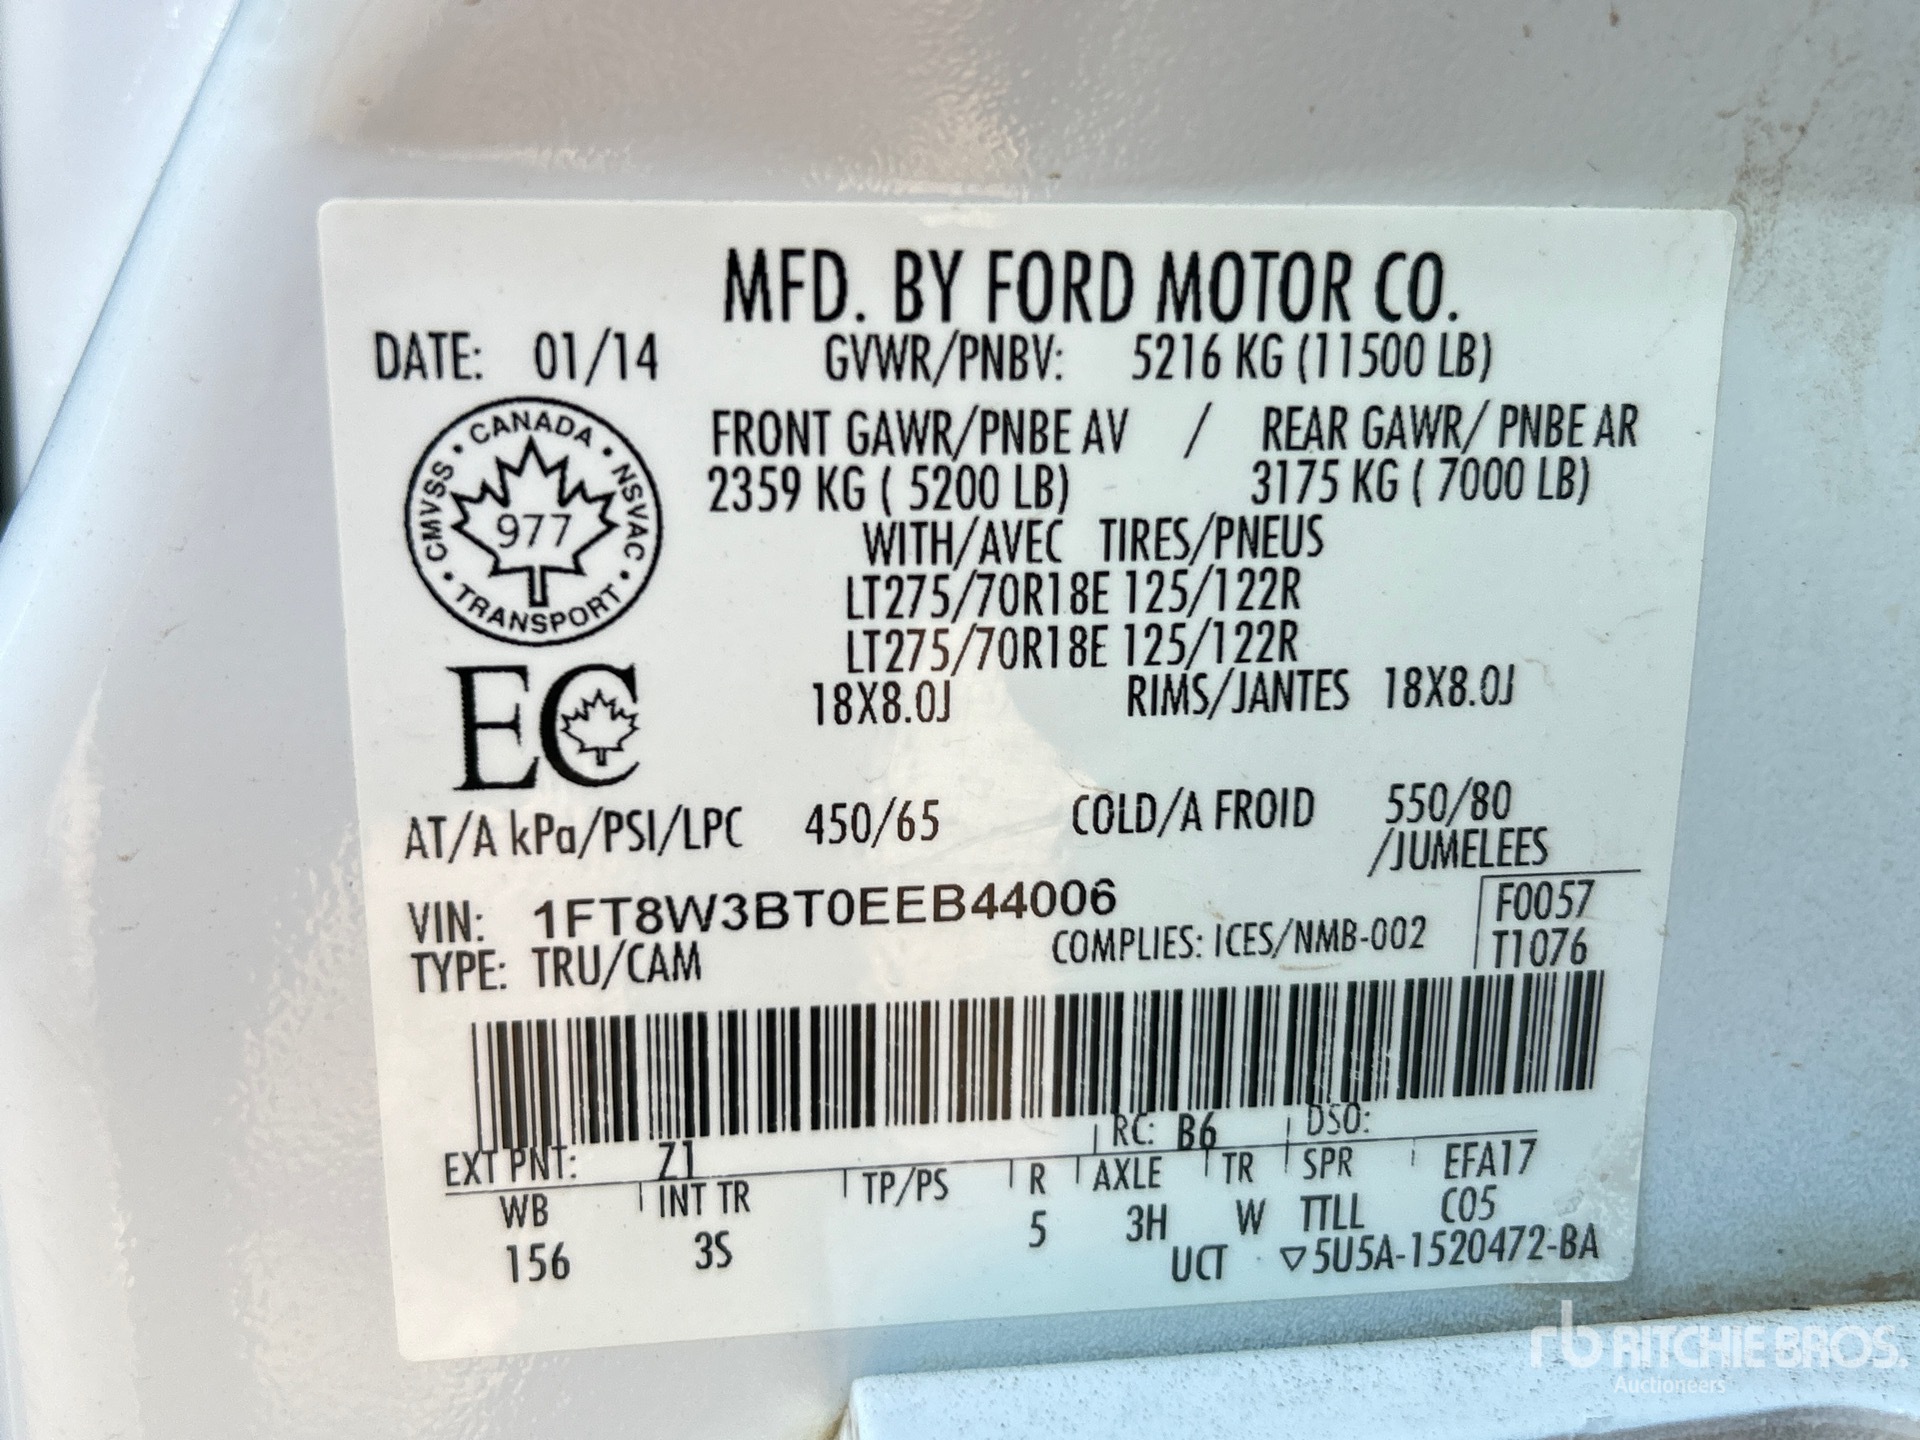 MFD. BY FORD MOTOR CO.
DATE: 01/14 GVWR/PNBV: 5216 KG (11500 LB)
FRONT GAWR/PNBE AV / REAR GAWR/ PNBE AR
2359 KG ( 5200 LB) 3175 KG ( 7000 LB)
WITH/AVEC TIRES/PNEUS
LT275/70R18E 125/122R
LT275/70R18E 125/122R
18X8.0J RIMS/JANTES 18X8.0J
CANADA · NSVAC · TRANSPORT · CMVSS ·
977
EC
AT/A kPa/PSI/LPC 450/65 COLD/A FROID 550/80
/JUMELEES
VIN: 1FT8W3BT0EEB44006 F0057
TYPE: TRU/CAM COMPLIES: ICES/NMB-002 T1076
EXT PNT: Z1 RC: B6 DSO:
WB INT TR TP/PS R AXLE TR SPR EFA17
156 3S 5 3H W TTLL C05
UCT ▽5U5A-1520472-BA
rb RITCHIE BROS.
Auctioneers